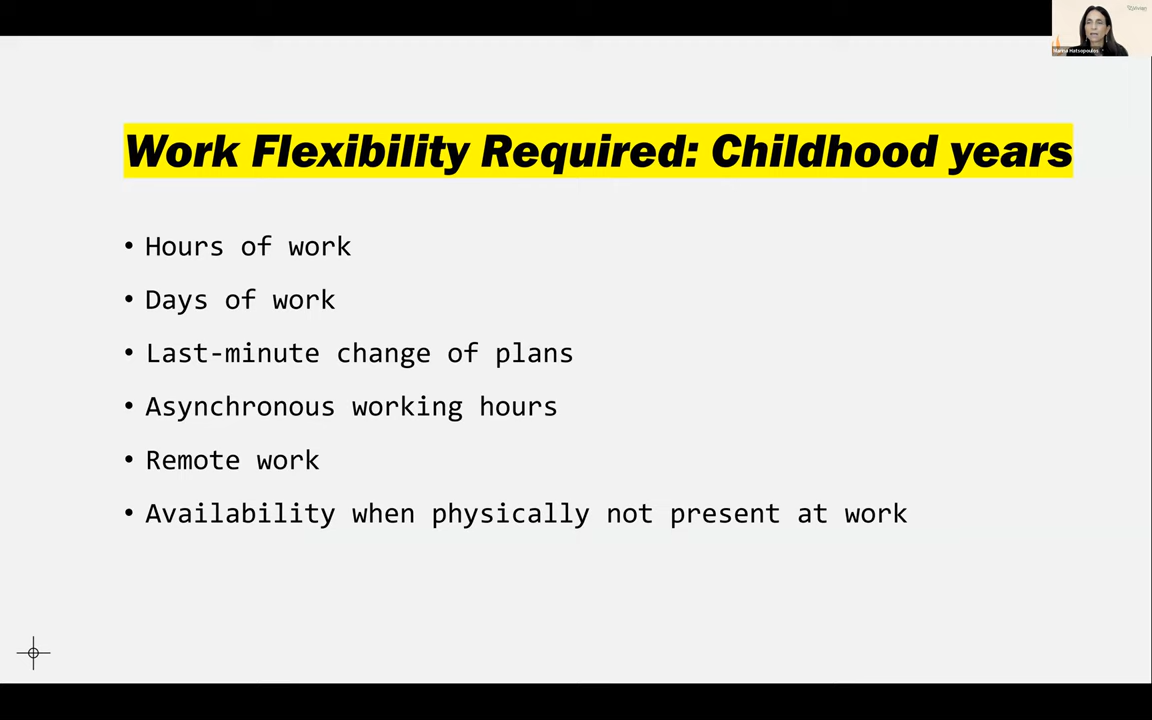 Work Flexibility Required: Childhood years
• Hours of work
• Days of work
• Last-minute change of plans
• Asynchronous working hours
• Remote work
• Availability when physically not present at work
Hatsopoulos